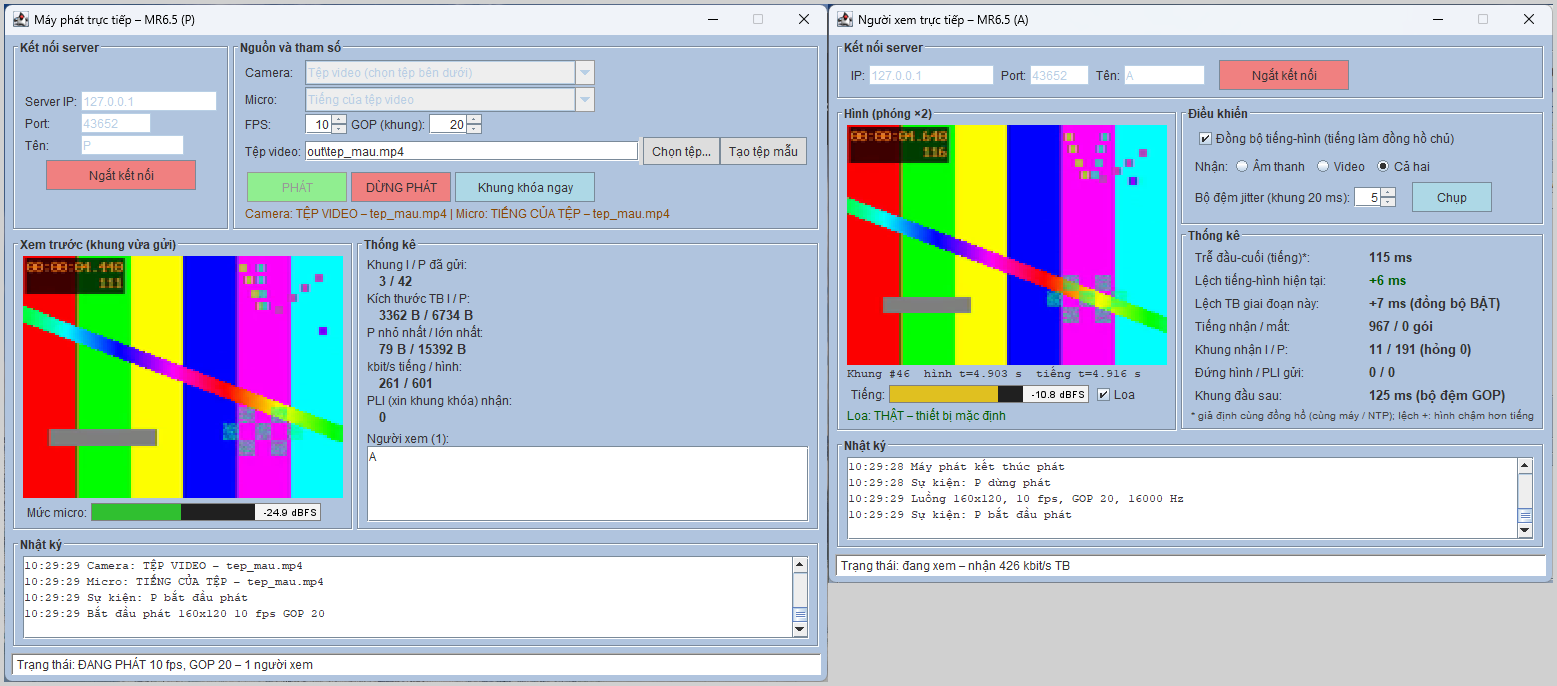 Máy phát trực tiếp – MR6.5 (P)
Kết nối server
Server IP: 127.0.0.1
Port: 43652
Tên: P
Ngắt kết nối
Nguồn và tham số
Camera: Tệp video (chọn tệp bên dưới)
Micro: Tiếng của tệp video
FPS: 10 GOP (khung): 20
Tệp video: out\tep_mau.mp4 Chọn tệp... Tạo tệp mẫu
PHÁT DỪNG PHÁT Khung khóa ngay
Camera: TỆP VIDEO – tep_mau.mp4 | Micro: TIẾNG CỦA TỆP – tep_mau.mp4
Xem trước (khung vừa gửi)
00:00:04.440
111
Mức micro: -24.9 dBFS
Thống kê
Khung I / P đã gửi:
3 / 42
Kích thước TB I / P:
3362 B / 6734 B
P nhỏ nhất / lớn nhất:
79 B / 15392 B
kbit/s tiếng / hình:
261 / 601
PLI (xin khung khóa) nhận:
0
Người xem (1):
A
Nhật ký
10:29:29 Camera: TỆP VIDEO – tep_mau.mp4
10:29:29 Micro: TIẾNG CỦA TỆP – tep_mau.mp4
10:29:29 Sự kiện: P bắt đầu phát
10:29:29 Bắt đầu phát 160x120 10 fps GOP 20
Trạng thái: ĐANG PHÁT 10 fps, GOP 20 – 1 người xem
Người xem trực tiếp – MR6.5 (A)
Kết nối server
IP: 127.0.0.1 Port: 43652 Tên: A Ngắt kết nối
Hình (phóng ×2)
00:00:04.640
116
Khung #46 hình t=4.903 s tiếng t=4.916 s
Tiếng: -10.8 dBFS Loa
Loa: THẬT – thiết bị mặc định
Điều khiển
Đồng bộ tiếng-hình (tiếng làm đồng hồ chủ)
Nhận: Âm thanh Video Cả hai
Bộ đệm jitter (khung 20 ms): 5 Chụp
Thống kê
Trễ đầu-cuối (tiếng)*: 115 ms
Lệch tiếng-hình hiện tại: +6 ms
Lệch TB giai đoạn này: +7 ms (đồng bộ BẬT)
Tiếng nhận / mất: 967 / 0 gói
Khung nhận I / P: 11 / 191 (hỏng 0)
Đứng hình / PLI gửi: 0 / 0
Khung đầu sau: 125 ms (bộ đệm GOP)
* giả định cùng đồng hồ (cùng máy / NTP); lệch +: hình chậm hơn tiếng
Nhật ký
10:29:28 Máy phát kết thúc phát
10:29:28 Sự kiện: P dừng phát
10:29:29 Luồng 160x120, 10 fps, GOP 20, 16000 Hz
10:29:29 Sự kiện: P bắt đầu phát
Trạng thái: đang xem – nhận 426 kbit/s TB